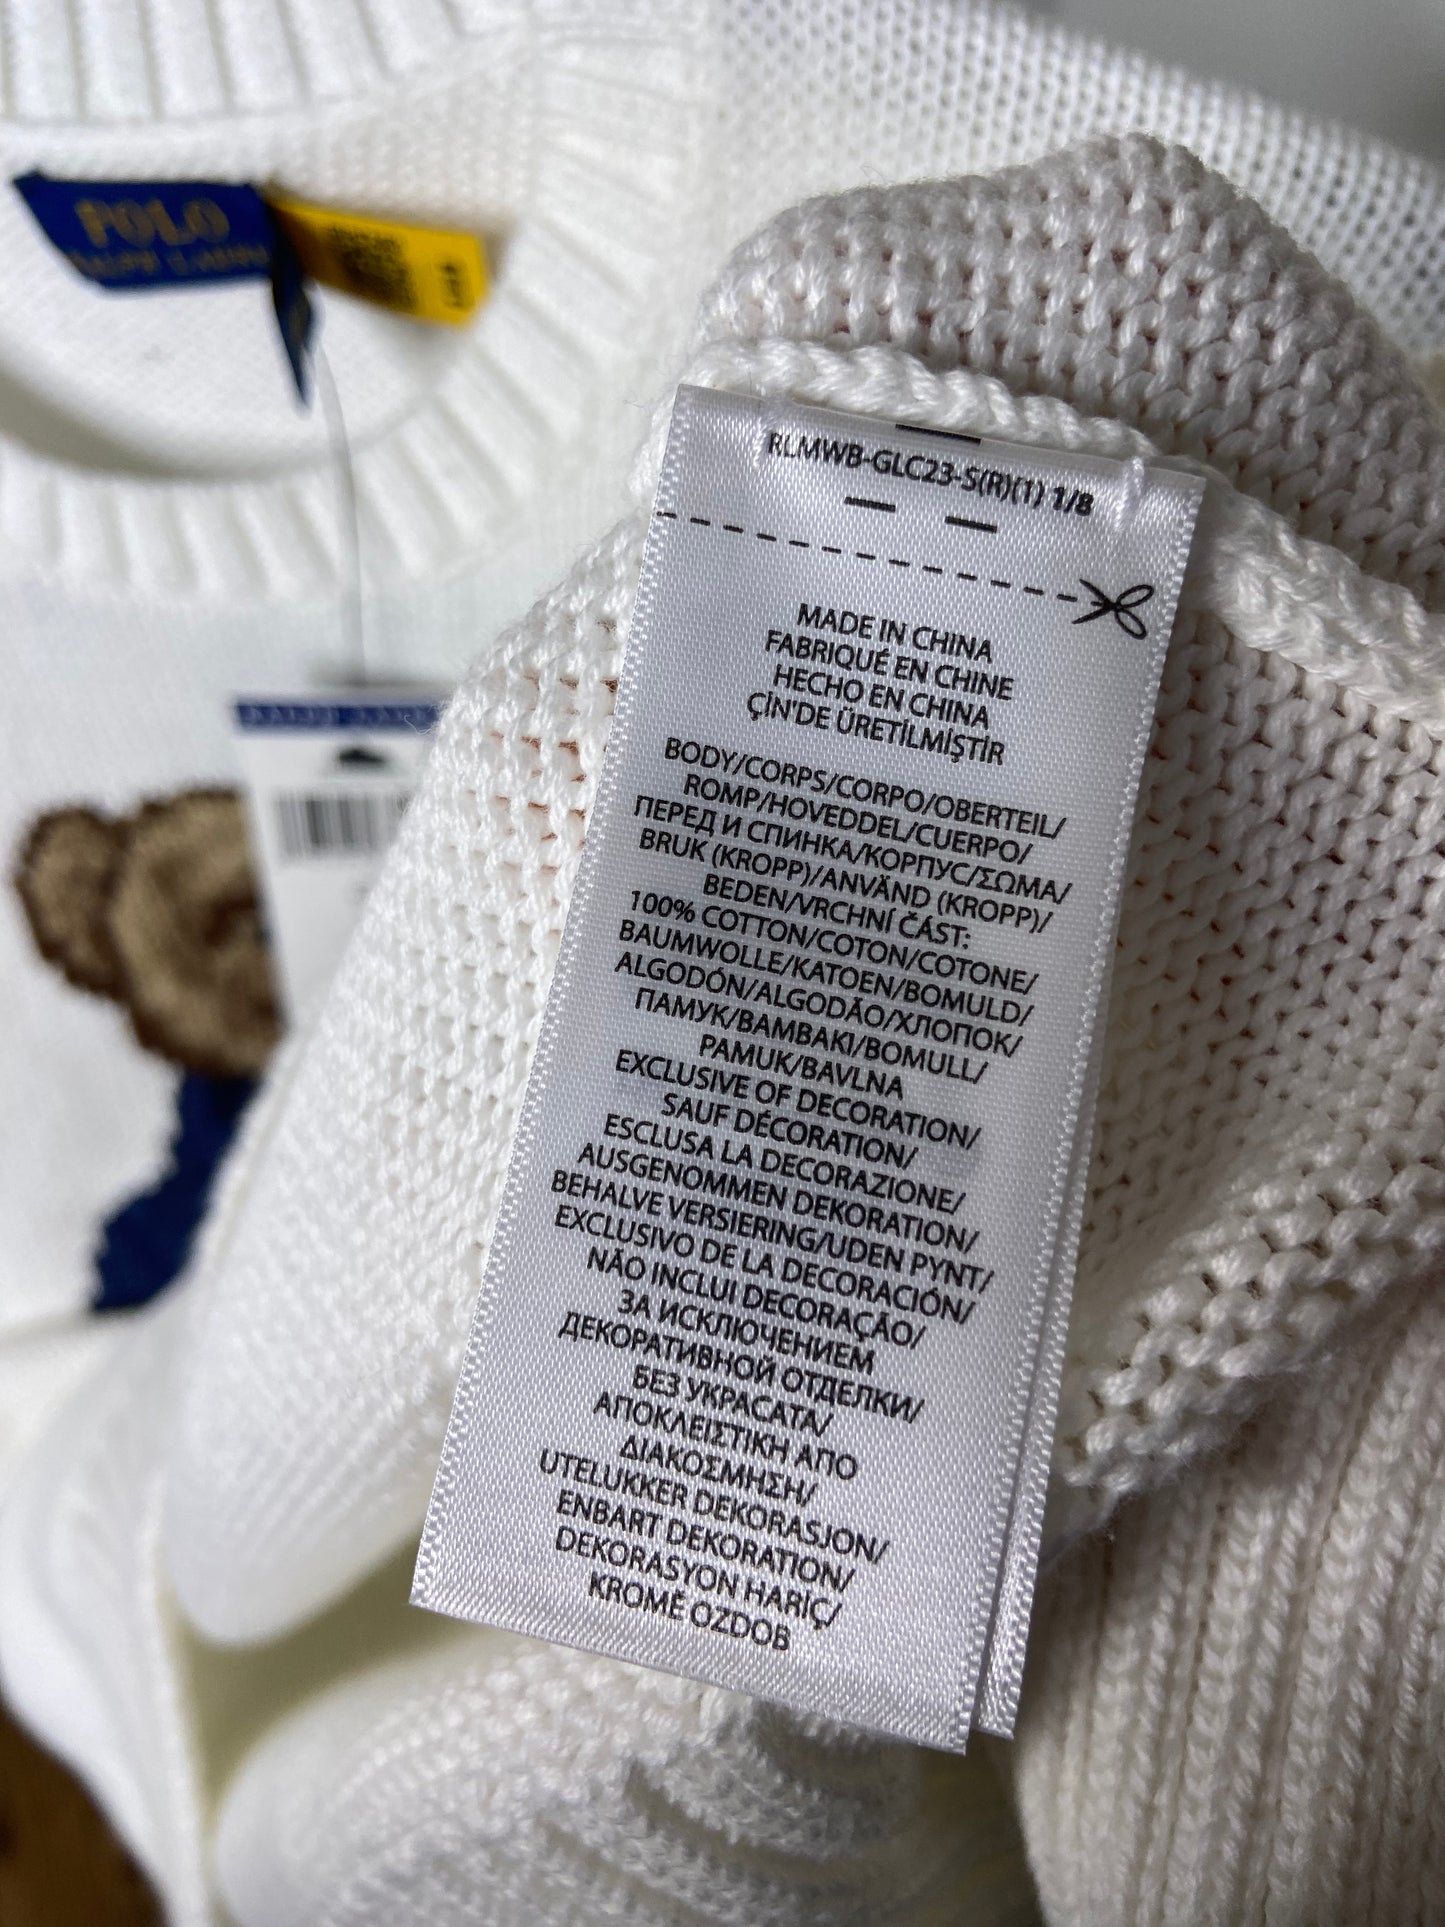 POLO
RALPH LAUREN
RLMWB-GLC23-S(R)(1) 1/8
MADE IN CHINA
FABRIQUÉ EN CHINE
HECHO EN CHINA
ÇİN'DE ÜRETİLMİŞTİR
BODY/CORPS/CORPO/OBERTEIL/
ROMP/HOVEDDEL/CUERPO/
ПЕРЕД И СПИНКА/КОРПУС/ΣΩΜΑ/
BRUK (KROPP)/ANVÄND (KROPP)/
BEDEN/VRCHNÍ ČÁST:
100% COTTON/COTON/COTONE/
BAUMWOLLE/KATOEN/BOMULD/
ALGODÓN/ALGODÃO/ХЛОПОК/
ПАМУК/ΒΑΜΒΑΚΙ/BOMULL/
PAMUK/BAVLNA
EXCLUSIVE OF DECORATION/
SAUF DÉCORATION/
ESCLUSA LA DECORAZIONE/
AUSGENOMMEN DEKORATION/
BEHALVE VERSIERING/UDEN PYNT/
EXCLUSIVO DE LA DECORACIÓN/
NÃO INCLUI DECORAÇÃO/
ЗА ИСКЛЮЧЕНИЕМ
ДЕКОРАТИВНОЙ ОТДЕЛКИ/
БЕЗ УКРАСАТА/
ΑΠΟΚΛΕΙΣΤΙΚΗ ΑΠΟ
ΔΙΑΚΟΣΜΗΣΗ/
UTELUKKER DEKORASJON/
ENBART DEKORATION/
DEKORASYON HARİÇ/
KROMĚ OZDOB